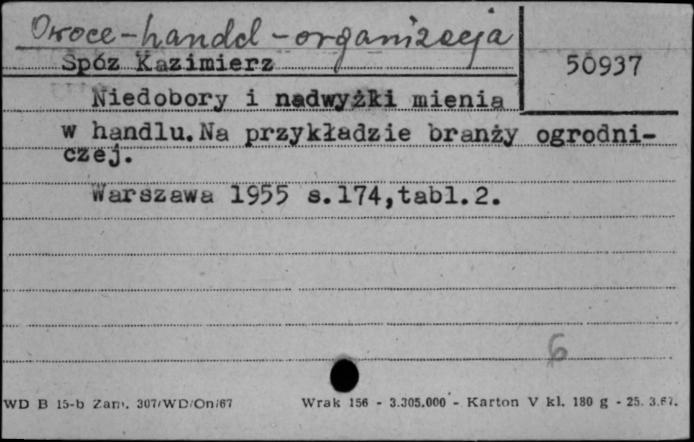 Owoce-handel-organizacja
Spóz Kazimierz
50937
Niedobory i nadwyżki mienia
w handlu.Na przykładzie branży ogrodni-
czej.
Warszawa 1955 s.174,tabl.2.
6
WD B 15-b Zam. 307/WD/On/67 Wrak 156 - 3.305.000 - Karton V kl. 180 g - 25. 3.67.